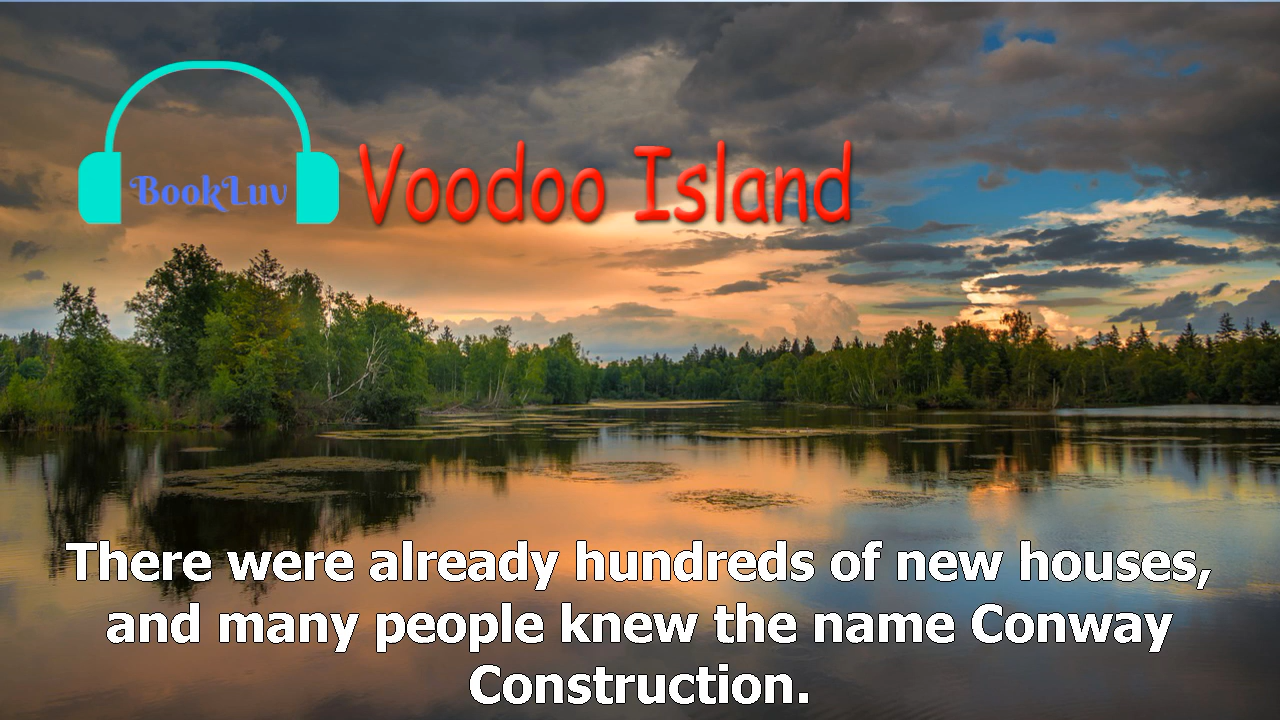 BookLuv
Voodoo Island
There were already hundreds of new houses,
and many people knew the name Conway
Construction.